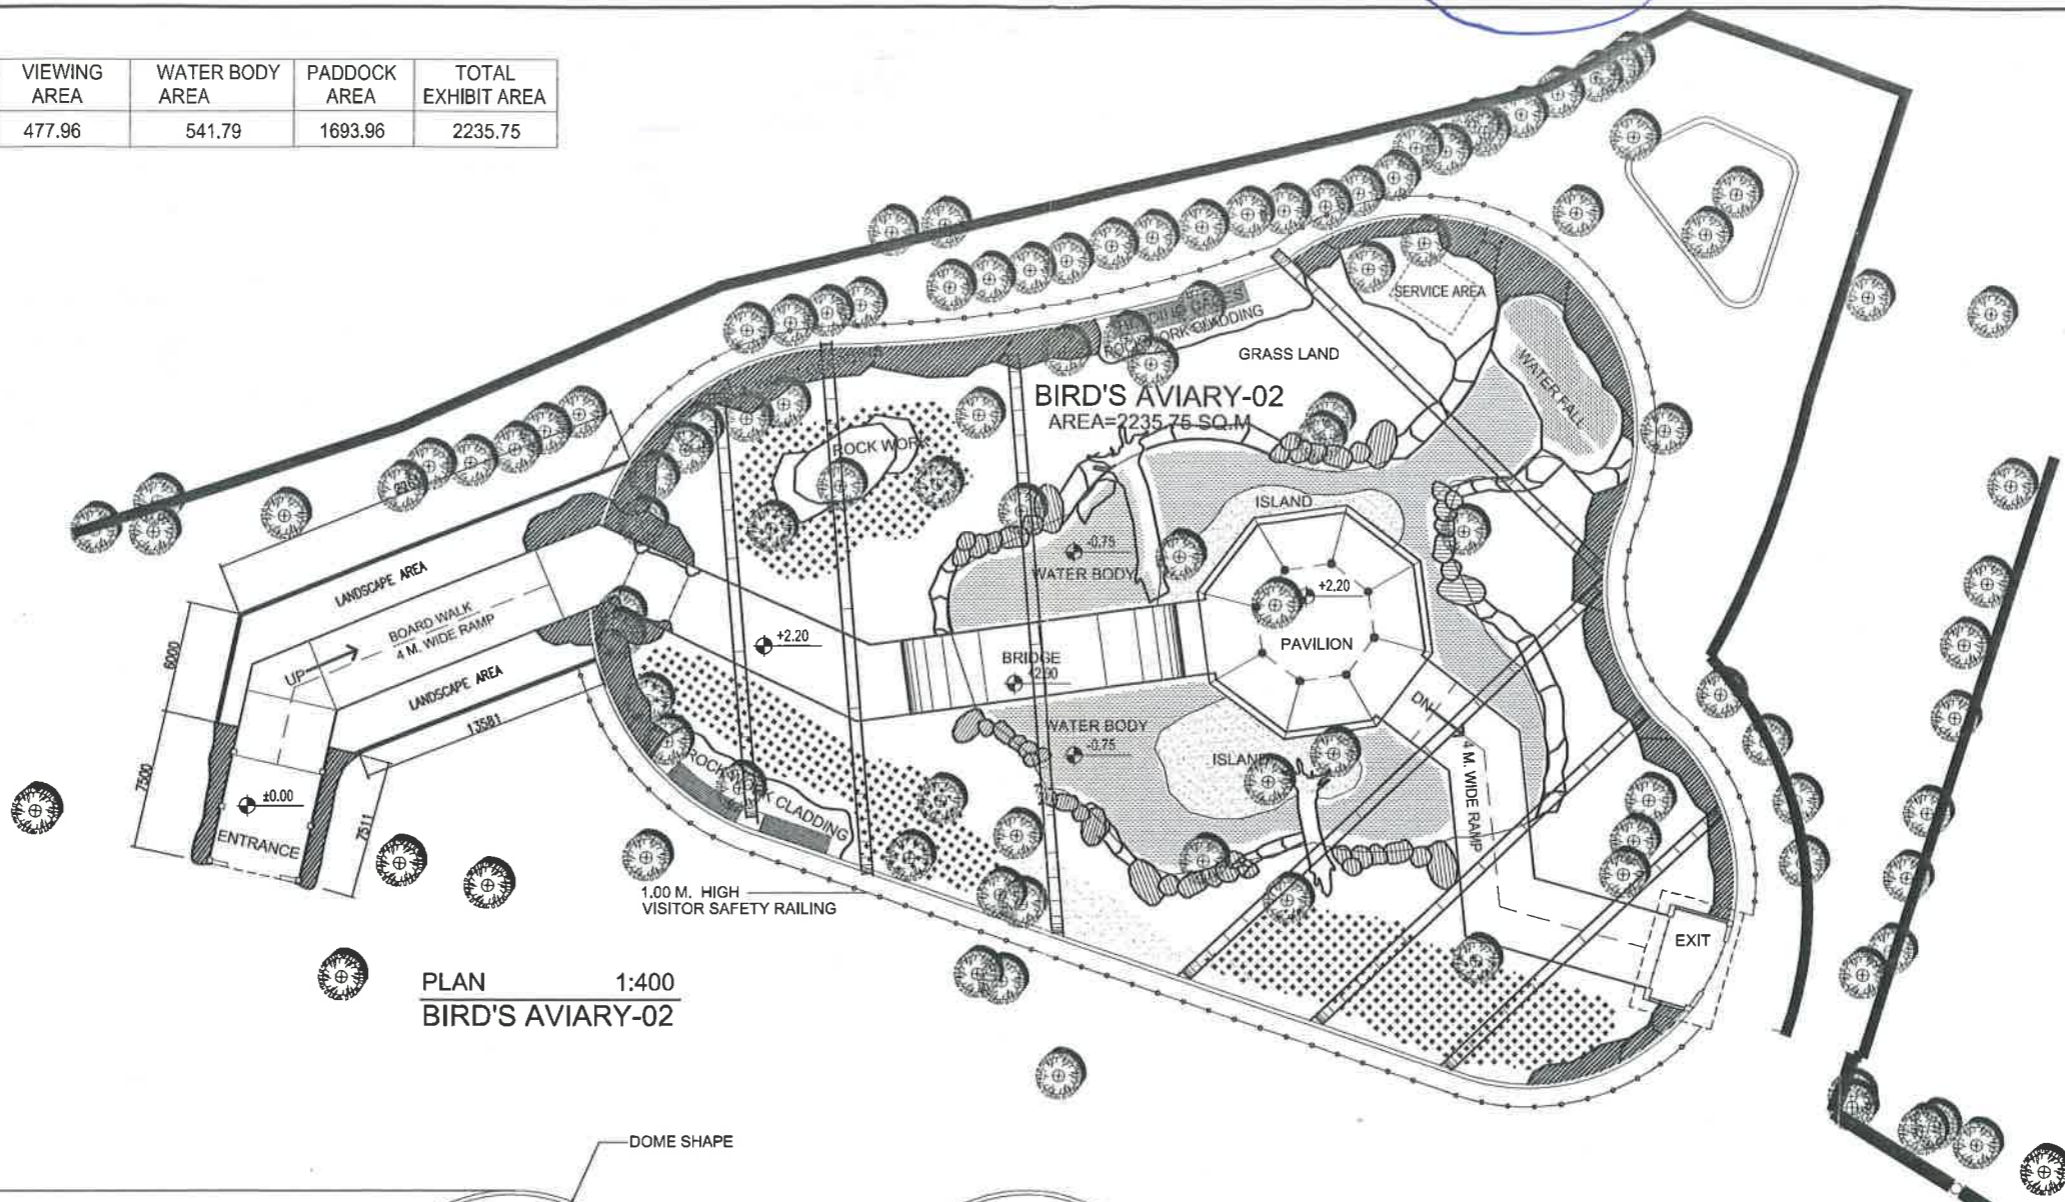 VIEWING AREA
WATER BODY AREA
PADDOCK AREA
TOTAL EXHIBIT AREA
477.96
541.79
1693.96
2235.75
SERVICE AREA
ROCKWORK CLADDING
WATER FALL
GRASS LAND
BIRD'S AVIARY-02
AREA=2235.75 SQ.M
ROCK WORK
ISLAND
-0.75
WATER BODY
+2.20
PAVILION
LANDSCAPE AREA
BOARD WALK
4 M. WIDE RAMP
UP
LANDSCAPE AREA
6000
13581
7500
7511
±0.00
ENTRANCE
+2.20
BRIDGE
WATER BODY
-0.75
ISLAND
DN
4 M. WIDE RAMP
ROCKWORK CLADDING
1.00 M. HIGH
VISITOR SAFETY RAILING
EXIT
PLAN 1:400
BIRD'S AVIARY-02
DOME SHAPE